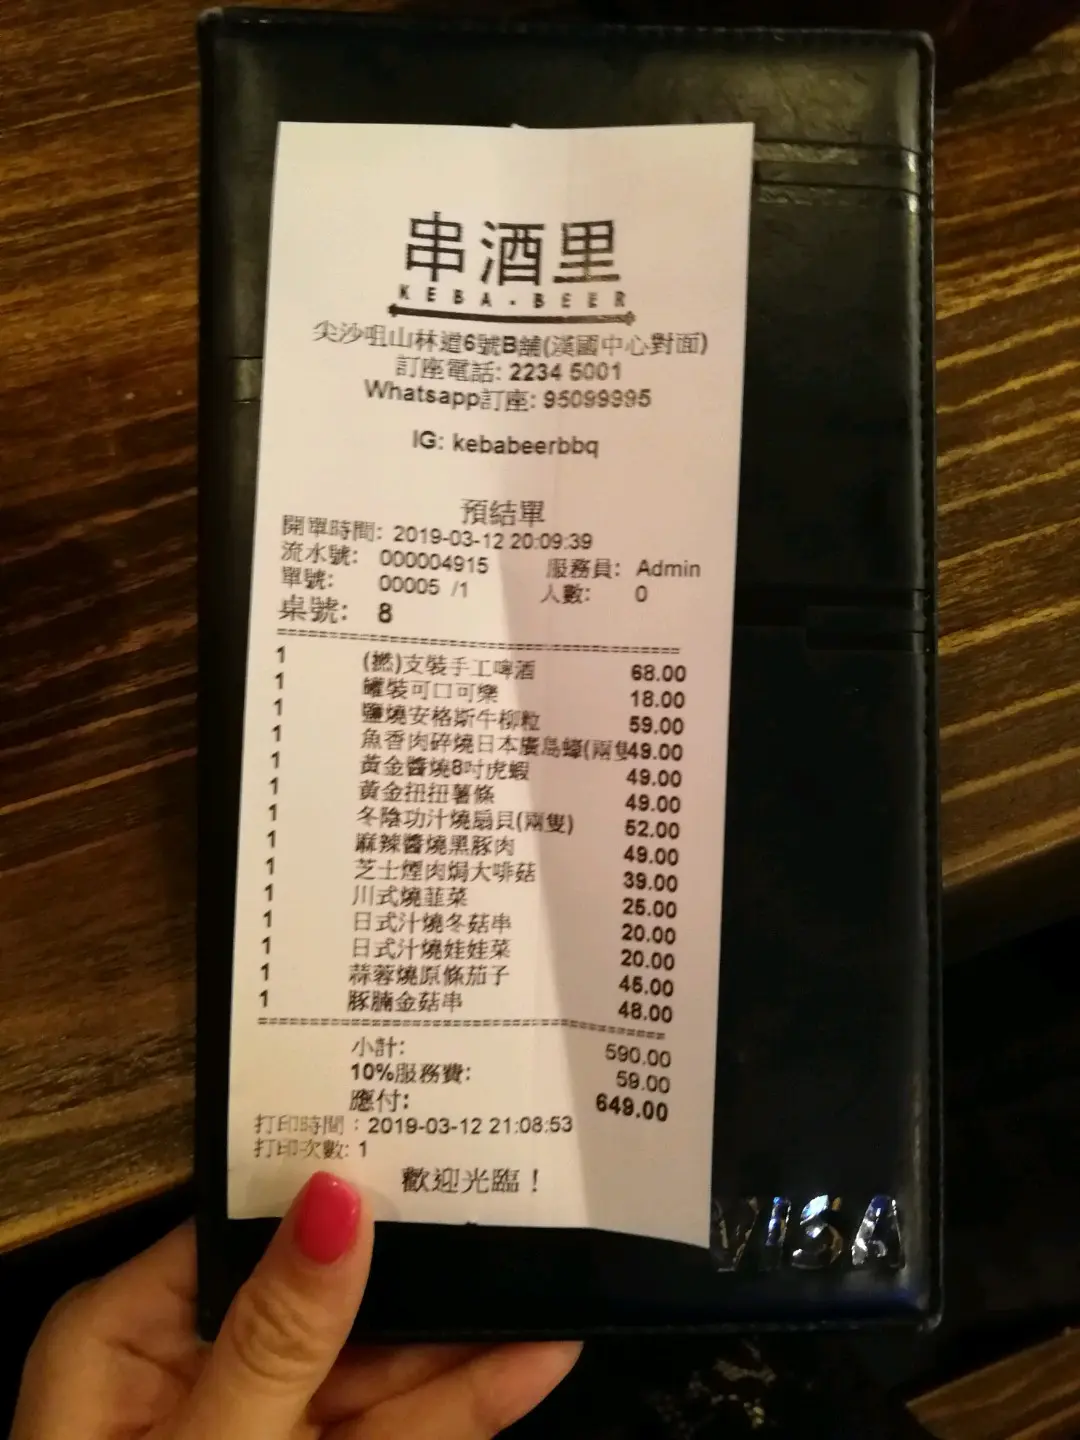 串酒里
KEBA-BEER
尖沙咀山林道6號B舖(漢國中心對面)
訂座電話: 2234 5001
Whatsapp訂座: 95099995
IG: kebabeerbbq
預結單
開單時間: 2019-03-12 20:09:39
流水號: 000004915 服務員: Admin
單號: 00005 /1 人數: 0
桌號: 8
1 (撚)支裝手工啤酒 68.00
1 罐裝可口可樂 18.00
1 鹽燒安格斯牛柳粒 59.00
1 魚香肉碎燒日本廣島蠔(兩隻 49.00
1 黃金醬燒8吋虎蝦 49.00
1 黃金扭扭薯條 49.00
1 冬陰功汁燒扇貝(兩隻) 52.00
1 麻辣醬燒黑豚肉 49.00
1 芝士煙肉焗大啡菇 39.00
1 川式燒韮菜 25.00
1 日式汁燒冬菇串 20.00
1 日式汁燒娃娃菜 20.00
1 蒜蓉燒原條茄子 45.00
1 豚腩金菇串 48.00
小計: 590.00
10%服務費: 59.00
應付: 649.00
打印時間：2019-03-12 21:08:53
打印次數: 1
歡迎光臨！
VISA